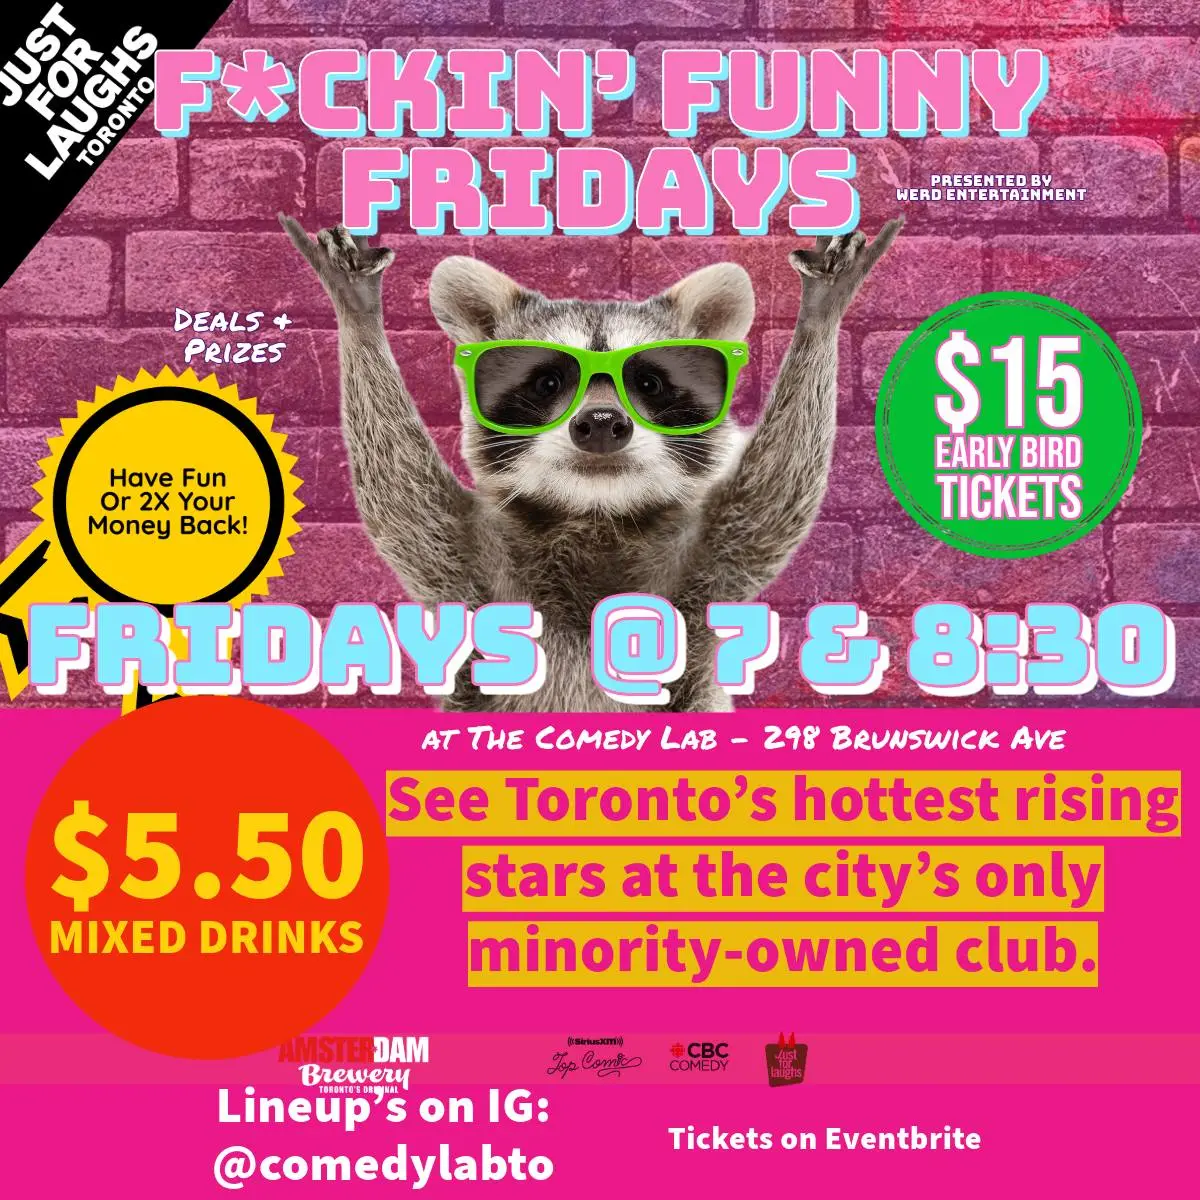 JUST
FOR
LAUGHS
TORONTO
F*CKIN' FUNNY
FRIDAYS
PRESENTED BY
WERD ENTERTAINMENT
DEALS +
PRIZES
$15
EARLY BIRD
TICKETS
Have Fun
Or 2X Your
Money Back!
FRIDAYS @ 7 & 8:30
AT THE COMEDY LAB - 298 BRUNSWICK AVE
$5.50
MIXED DRINKS
See Toronto's hottest rising
stars at the city's only
minority-owned club.
AMSTERDAM
Brewery
TORONTO'S ORIGINAL
((SiriusXM))
Top Comic
CBC
COMEDY
Just
for
laughs
Lineup's on IG:
@comedylabto
Tickets on Eventbrite